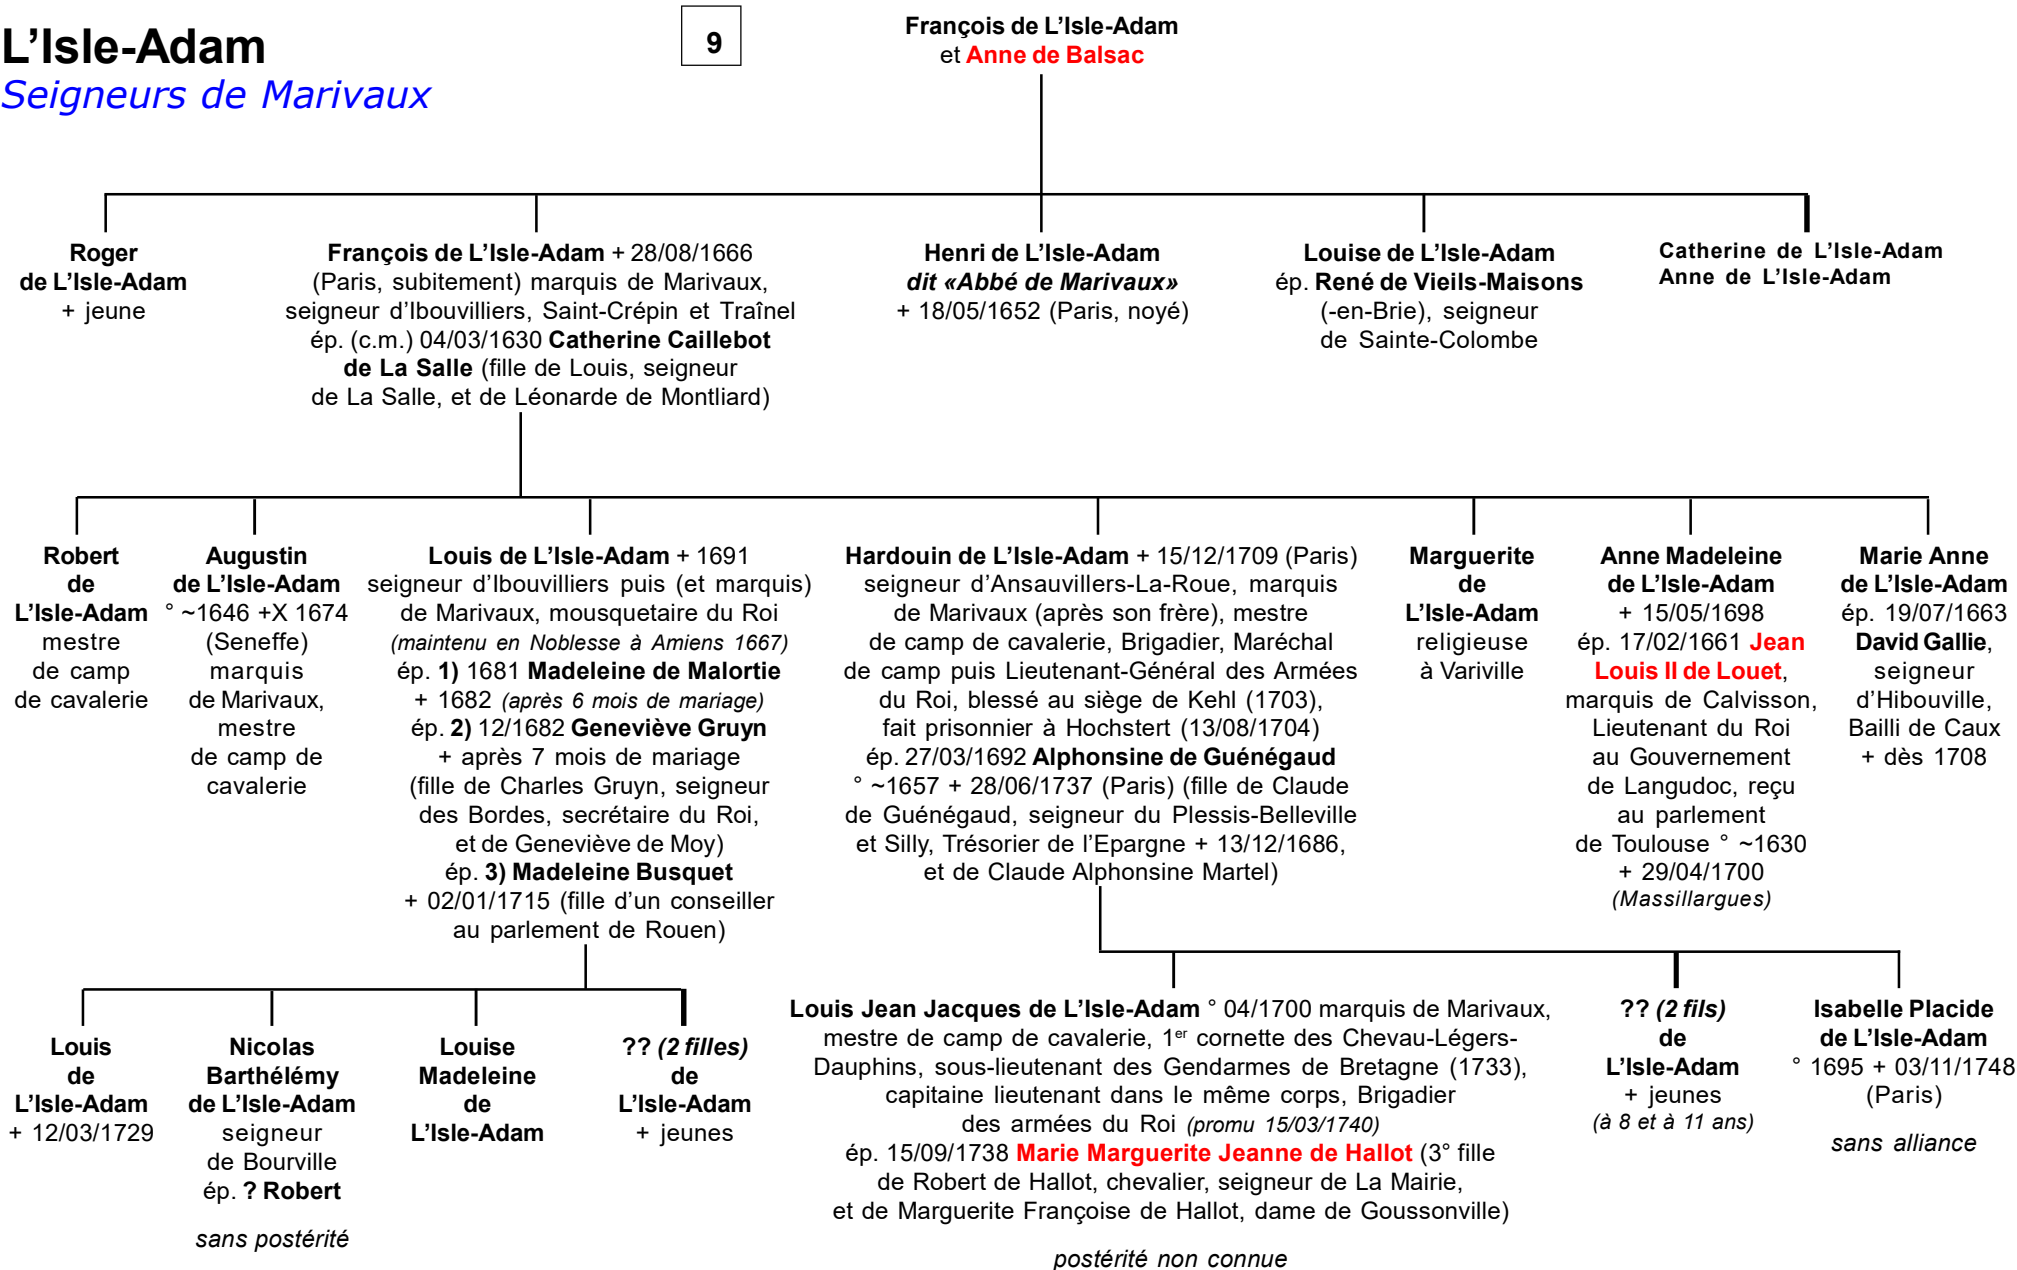 L’Isle-Adam
Seigneurs de Marivaux
9
François de L’Isle-Adam
et Anne de Balsac
Roger
de L’Isle-Adam
+ jeune
François de L’Isle-Adam + 28/08/1666
(Paris, subitement) marquis de Marivaux,
seigneur d’Ibouvilliers, Saint-Crépin et Traînel
ép. (c.m.) 04/03/1630 Catherine Caillebot
de La Salle (fille de Louis, seigneur
de La Salle, et de Léonarde de Montliard)
Henri de L’Isle-Adam
dit «Abbé de Marivaux»
+ 18/05/1652 (Paris, noyé)
Louise de L’Isle-Adam
ép. René de Vieils-Maisons
(-en-Brie), seigneur
de Sainte-Colombe
Catherine de L’Isle-Adam
Anne de L’Isle-Adam
Robert
de
L’Isle-Adam
mestre
de camp
de cavalerie
Augustin
de L’Isle-Adam
° ~1646 +X 1674
(Seneffe)
marquis
de Marivaux,
mestre
de camp de
cavalerie
Louis de L’Isle-Adam + 1691
seigneur d’Ibouvilliers puis (et marquis)
de Marivaux, mousquetaire du Roi
(maintenu en Noblesse à Amiens 1667)
ép. 1) 1681 Madeleine de Malortie
+ 1682 (après 6 mois de mariage)
ép. 2) 12/1682 Geneviève Gruyn
+ après 7 mois de mariage
(fille de Charles Gruyn, seigneur
des Bordes, secrétaire du Roi,
et de Geneviève de Moy)
ép. 3) Madeleine Busquet
+ 02/01/1715 (fille d’un conseiller
au parlement de Rouen)
Hardouin de L’Isle-Adam + 15/12/1709 (Paris)
seigneur d’Ansauvillers-La-Roue, marquis
de Marivaux (après son frère), mestre
de camp de cavalerie, Brigadier, Maréchal
de camp puis Lieutenant-Général des Armées
du Roi, blessé au siège de Kehl (1703),
fait prisonnier à Hochstert (13/08/1704)
ép. 27/03/1692 Alphonsine de Guénégaud
° ~1657 + 28/06/1737 (Paris) (fille de Claude
de Guénégaud, seigneur du Plessis-Belleville
et Silly, Trésorier de l’Epargne + 13/12/1686,
et de Claude Alphonsine Martel)
Marguerite
de
L’Isle-Adam
religieuse
à Variville
Anne Madeleine
de L’Isle-Adam
+ 15/05/1698
ép. 17/02/1661 Jean
Louis II de Louet,
marquis de Calvisson,
Lieutenant du Roi
au Gouvernement
de Langudoc, reçu
au parlement
de Toulouse ° ~1630
+ 29/04/1700
(Massillargues)
Marie Anne
de L’Isle-Adam
ép. 19/07/1663
David Gallie,
seigneur
d’Hibouville,
Bailli de Caux
+ dès 1708
Louis
de
L’Isle-Adam
+ 12/03/1729
Nicolas
Barthélémy
de L’Isle-Adam
seigneur
de Bourville
ép. ? Robert
sans postérité
Louise
Madeleine
de
L’Isle-Adam
?? (2 filles)
de
L’Isle-Adam
+ jeunes
Louis Jean Jacques de L’Isle-Adam ° 04/1700 marquis de Marivaux,
mestre de camp de cavalerie, 1er cornette des Chevau-Légers-
Dauphins, sous-lieutenant des Gendarmes de Bretagne (1733),
capitaine lieutenant dans le même corps, Brigadier
des armées du Roi (promu 15/03/1740)
ép. 15/09/1738 Marie Marguerite Jeanne de Hallot (3° fille
de Robert de Hallot, chevalier, seigneur de La Mairie,
et de Marguerite Françoise de Hallot, dame de Goussonville)
postérité non connue
?? (2 fils)
de
L’Isle-Adam
+ jeunes
(à 8 et à 11 ans)
Isabelle Placide
de L’Isle-Adam
° 1695 + 03/11/1748
(Paris)
sans alliance